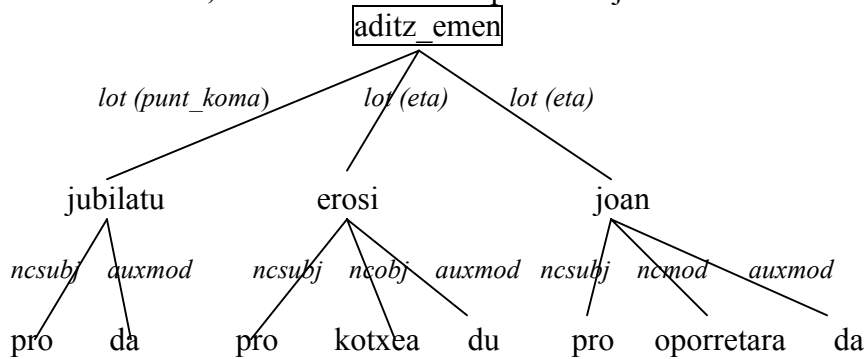 aditz_emen
lot (punt_koma) lot (eta) lot (eta)
jubilatu erosi joan
ncsubj auxmod ncsubj ncobj auxmod ncsubj ncmod auxmod
pro da pro kotxea du pro oporretara da